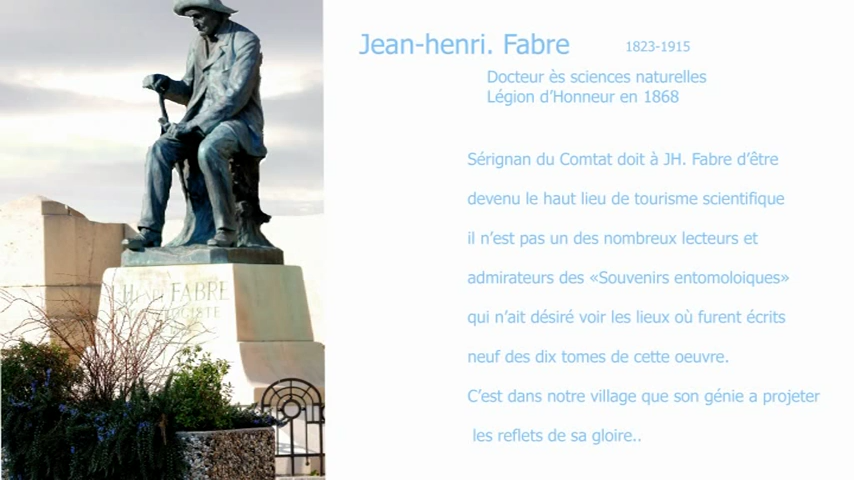 Jean-henri. Fabre 1823-1915
Docteur ès sciences naturelles
Légion d'Honneur en 1868
Sérignan du Comtat doit à JH. Fabre d'être
devenu le haut lieu de tourisme scientifique
il n'est pas un des nombreux lecteurs et
admirateurs des «Souvenirs entomoloiques»
qui n'ait désiré voir les lieux où furent écrits
neuf des dix tomes de cette oeuvre.
C'est dans notre village que son génie a projeter
les reflets de sa gloire..
FABRE